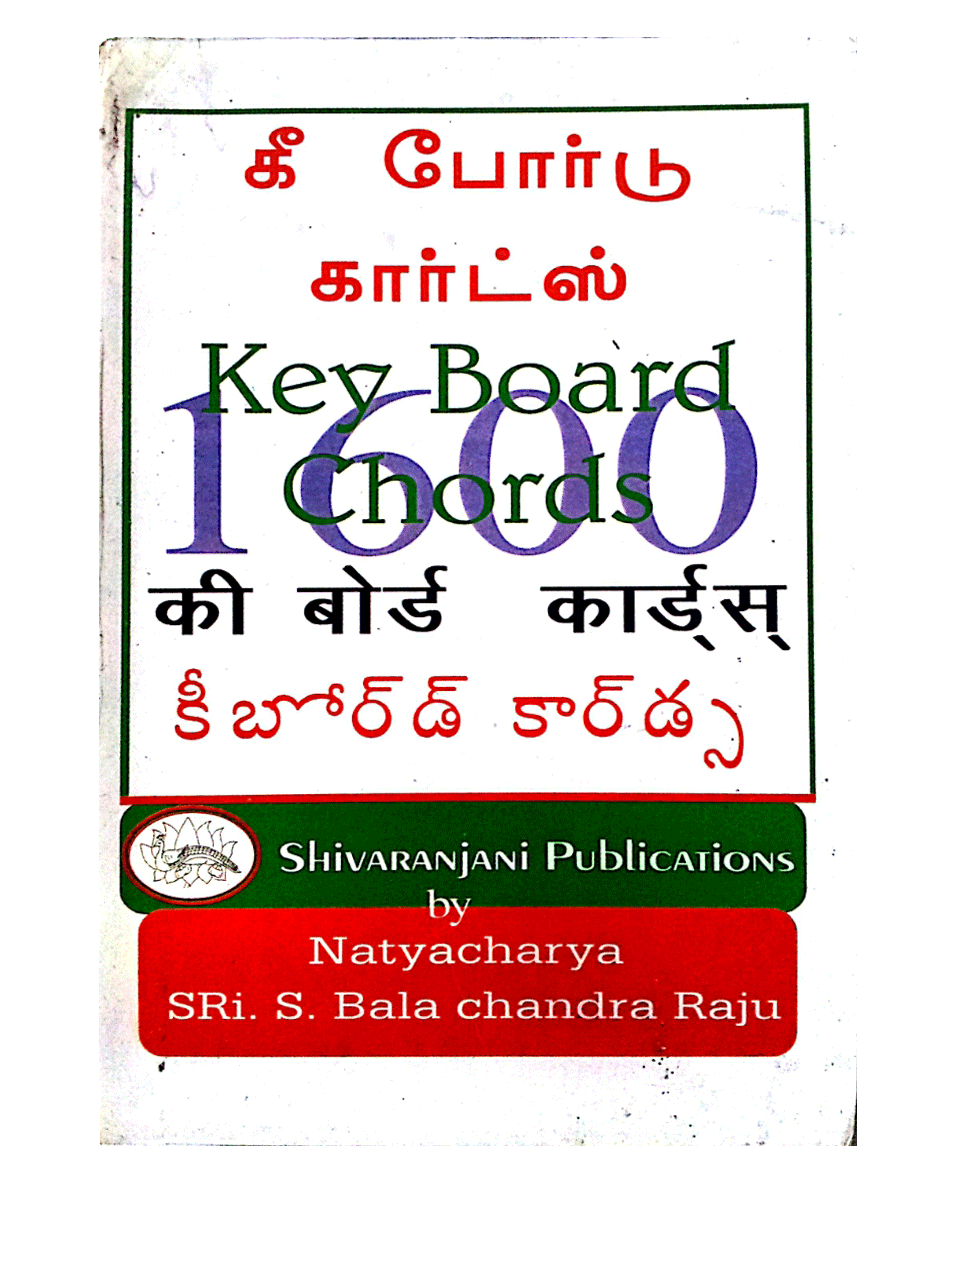 கீ போர்டு
கார்ட்ஸ்
Key Board
1600
Chords
की बोर्ड कार्ड्स्
కీబోర్డ్ కార్డ్స
SHIVARANJANI PUBLICATIONS
by
Natyacharya
SRi. S. Bala chandra Raju